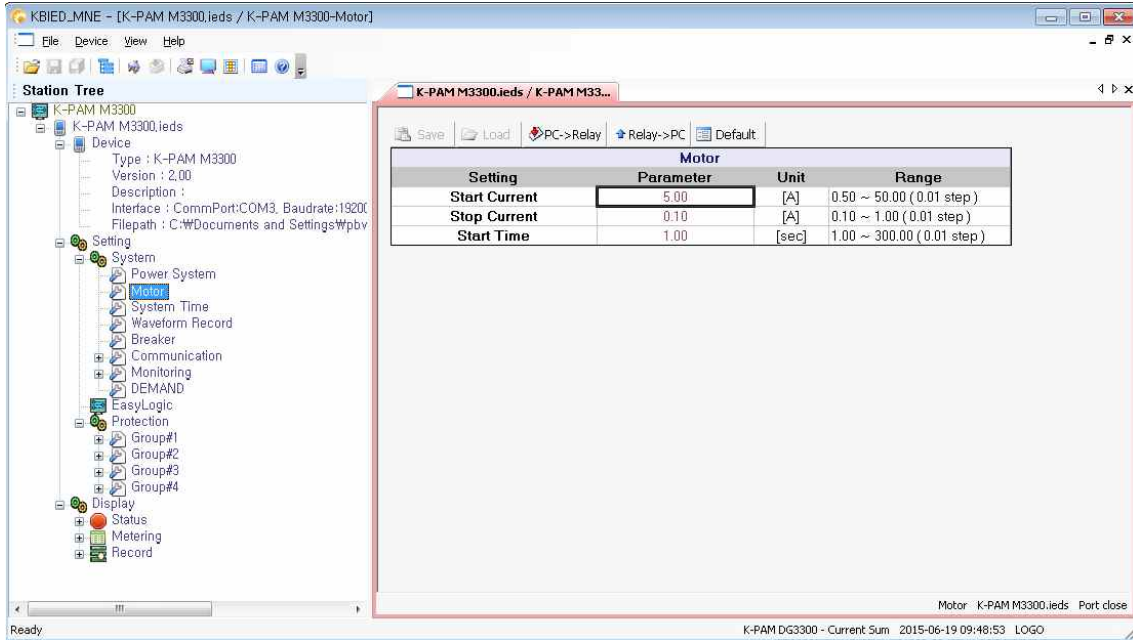 KBIED_MNE - [K-PAM M3300.ieds / K-PAM M3300-Motor]
File Device View Help
Station Tree
K-PAM M3300
K-PAM M3300.ieds
Device
Type : K-PAM M3300
Version : 2.00
Description :
Interface : CommPort:COM3, Baudrate:19200
Filepath : C:₩Documents and Settings₩pbv
Setting
System
Power System
Motor
System Time
Waveform Record
Breaker
Communication
Monitoring
DEMAND
EasyLogic
Protection
Group#1
Group#2
Group#3
Group#4
Display
Status
Metering
Record
K-PAM M3300.ieds / K-PAM M33...
Save Load PC->Relay Relay->PC Default
Motor
Setting Parameter Unit Range
Start Current 5.00 [A] 0.50 ~ 50.00 ( 0.01 step )
Stop Current 0.10 [A] 0.10 ~ 1.00 ( 0.01 step )
Start Time 1.00 [sec] 1.00 ~ 300.00 ( 0.01 step )
Motor K-PAM M3300.ieds Port close
Ready K-PAM DG3300 - Current Sum 2015-06-19 09:48:53 LOGO